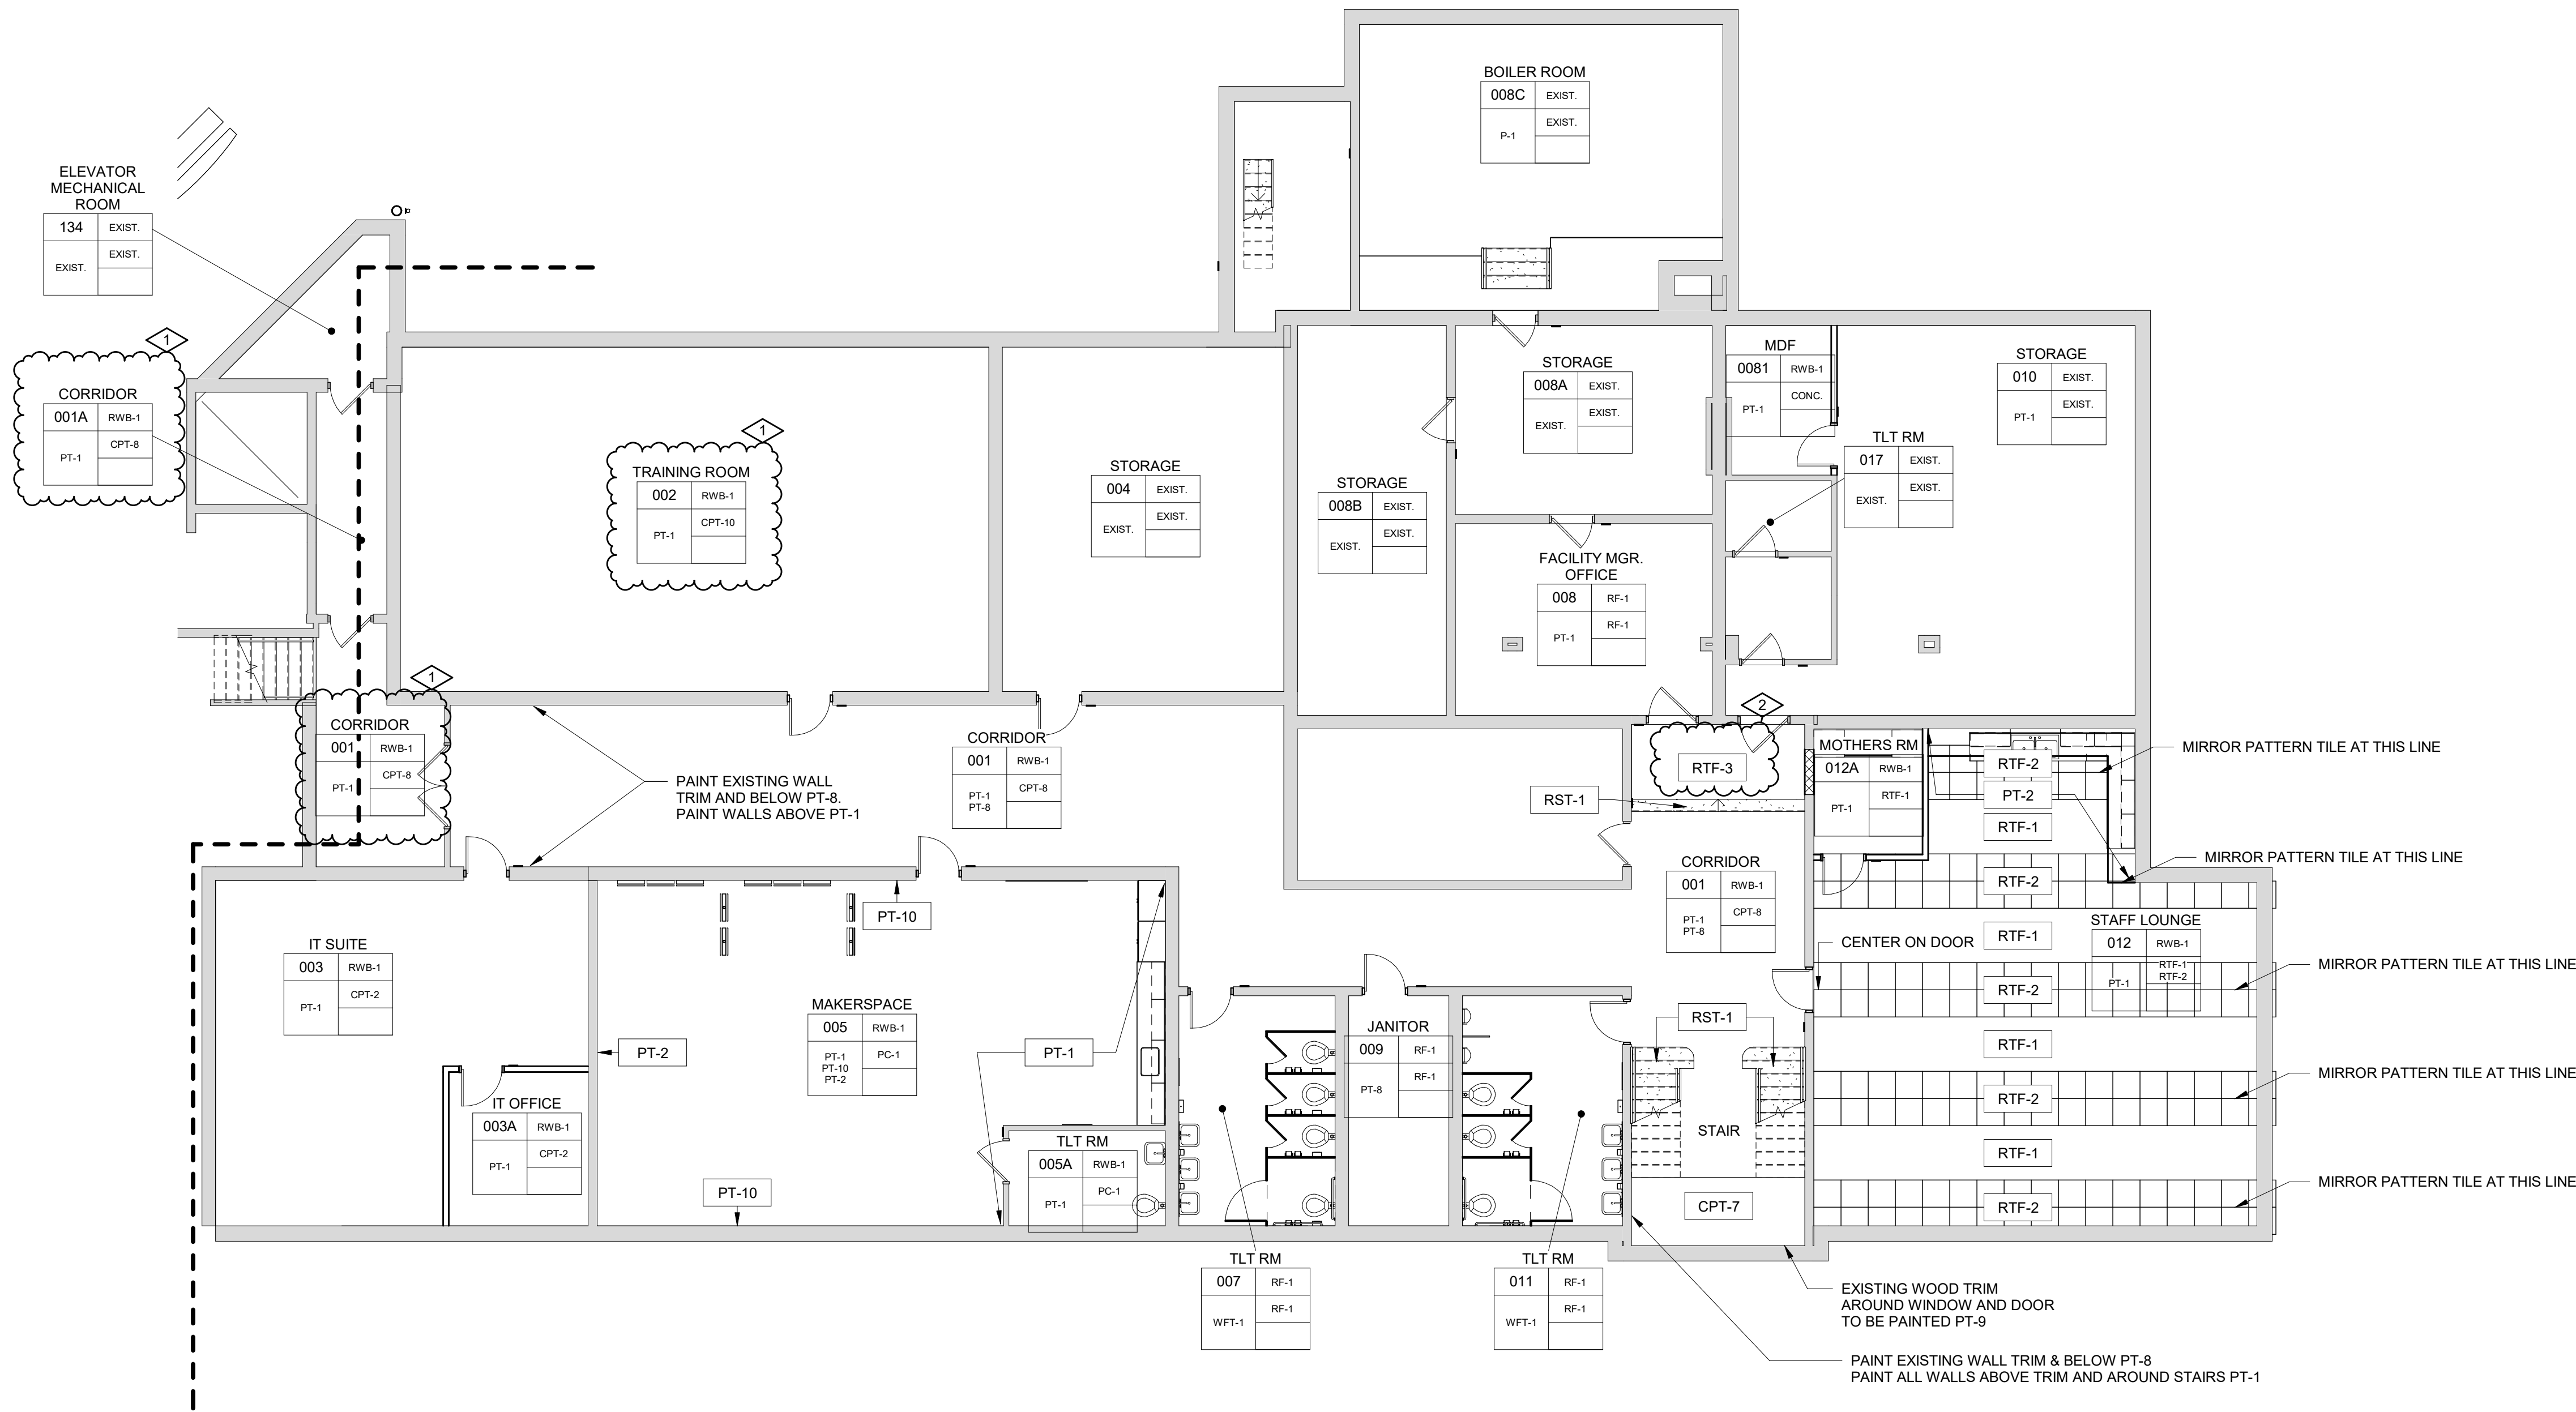 BOILER ROOM
008C EXIST.
EXIST.
P-1
ELEVATOR
MECHANICAL
ROOM
134 EXIST.
EXIST.
EXIST.
1
CORRIDOR
001A RWB-1
CPT-8
PT-1
1
TRAINING ROOM
002 RWB-1
CPT-10
PT-1
STORAGE
004 EXIST.
EXIST.
EXIST.
STORAGE
008B EXIST.
EXIST.
EXIST.
STORAGE
008A EXIST.
EXIST.
EXIST.
MDF
0081 RWB-1
CONC.
PT-1
STORAGE
010 EXIST.
EXIST.
PT-1
TLT RM
017 EXIST.
EXIST.
EXIST.
FACILITY MGR.
OFFICE
008 RF-1
RF-1
PT-1
1
CORRIDOR
001 RWB-1
CPT-8
PT-1
PAINT EXISTING WALL
TRIM AND BELOW PT-8.
PAINT WALLS ABOVE PT-1
CORRIDOR
001 RWB-1
CPT-8
PT-1
PT-8
2
RTF-3
RST-1
MOTHERS RM
012A RWB-1
RTF-1
PT-1
RTF-2
PT-2
RTF-1
MIRROR PATTERN TILE AT THIS LINE
MIRROR PATTERN TILE AT THIS LINE
RTF-2
CORRIDOR
001 RWB-1
CPT-8
PT-1
PT-8
PT-10
RTF-1
STAFF LOUNGE
012 RWB-1
RTF-1
RTF-2
PT-1
CENTER ON DOOR
MIRROR PATTERN TILE AT THIS LINE
RTF-2
IT SUITE
003 RWB-1
CPT-2
PT-1
MAKERSPACE
005 RWB-1
PC-1
PT-1
PT-10
PT-2
PT-2
PT-1
JANITOR
009 RF-1
RF-1
PT-8
RST-1
RTF-1
MIRROR PATTERN TILE AT THIS LINE
RTF-2
IT OFFICE
003A RWB-1
CPT-2
PT-1
TLT RM
005A RWB-1
PC-1
PT-1
STAIR
RTF-1
PT-10
CPT-7
MIRROR PATTERN TILE AT THIS LINE
RTF-2
TLT RM
007 RF-1
RF-1
WFT-1
TLT RM
011 RF-1
RF-1
WFT-1
EXISTING WOOD TRIM
AROUND WINDOW AND DOOR
TO BE PAINTED PT-9
PAINT EXISTING WALL TRIM & BELOW PT-8
PAINT ALL WALLS ABOVE TRIM AND AROUND STAIRS PT-1